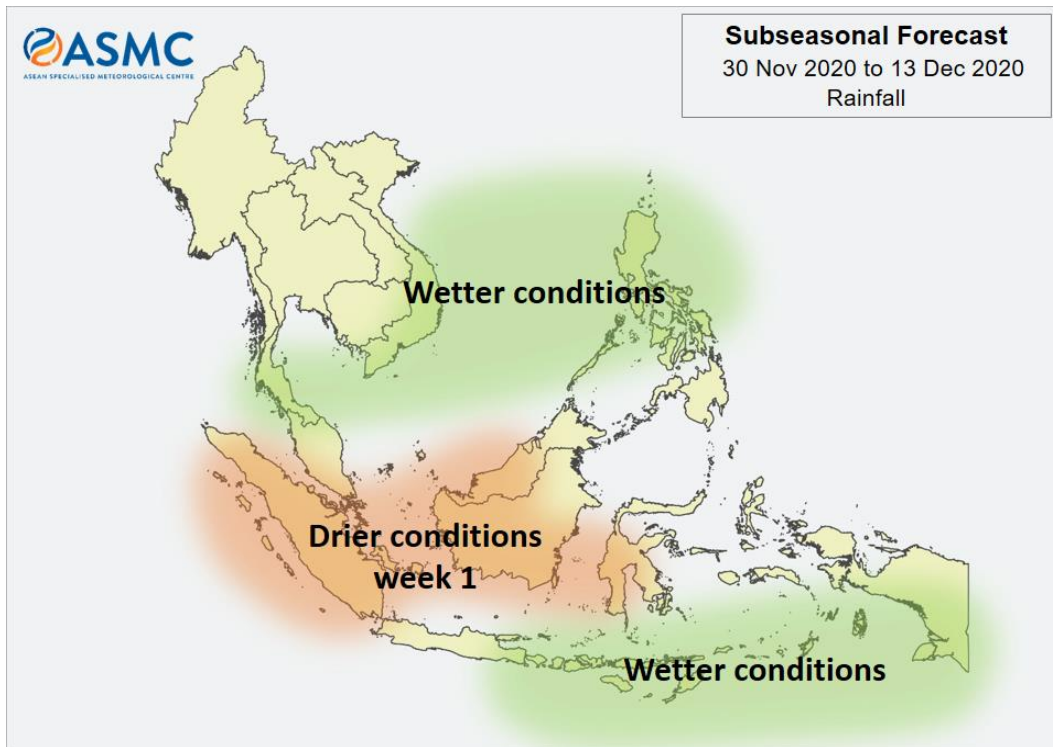 ASMC
ASEAN SPECIALISED METEOROLOGICAL CENTRE
Subseasonal Forecast
30 Nov 2020 to 13 Dec 2020
Rainfall
Wetter conditions
Drier conditions
week 1
Wetter conditions